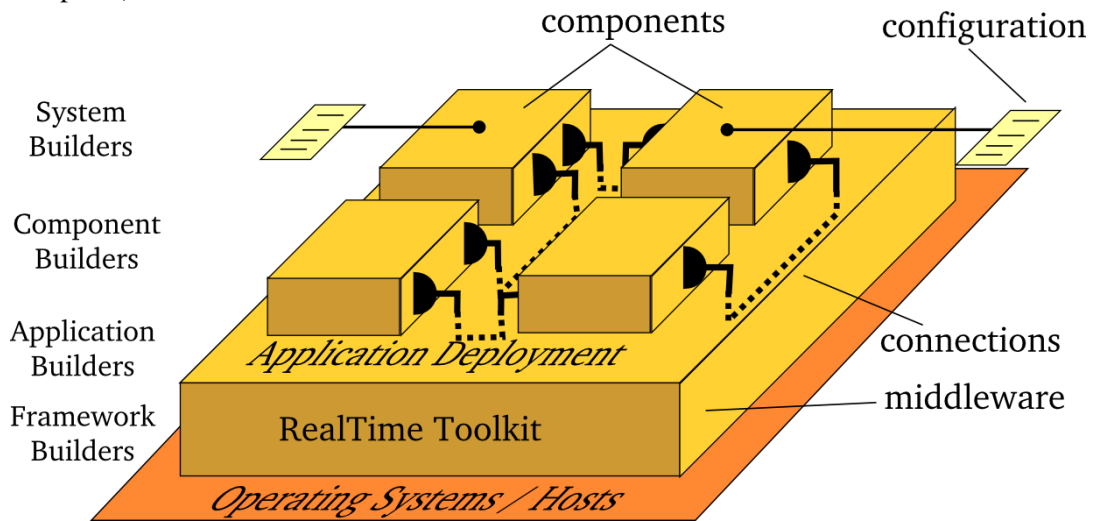 components
configuration
System
Builders
Component
Builders
Application
Builders
connections
Application Deployment
middleware
Framework
Builders
RealTime Toolkit
Operating Systems / Hosts